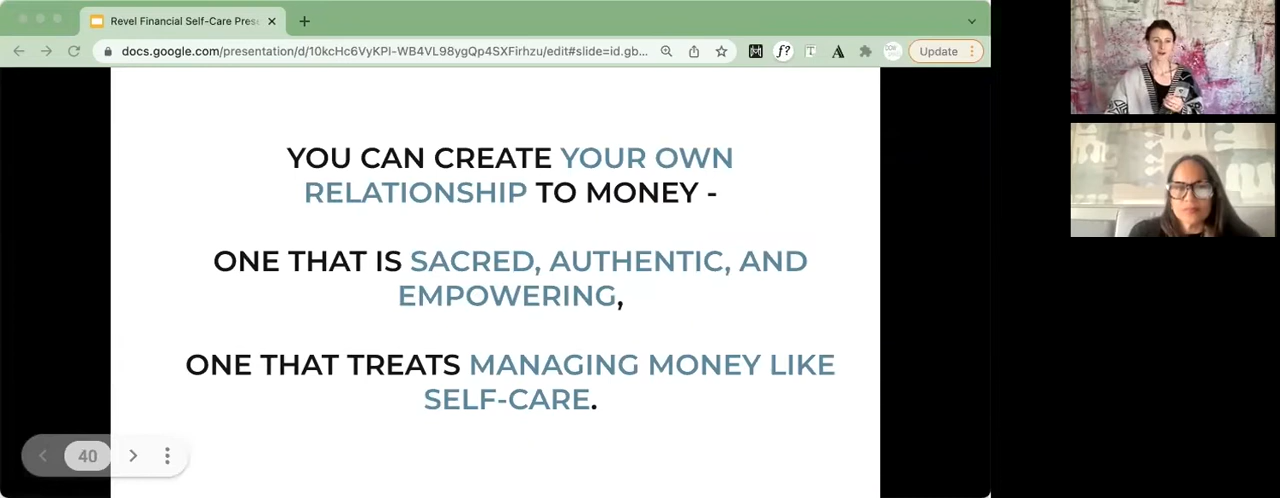 Revel Financial Self-Care Pres
docs.google.com/presentation/d/10kcHc6VyKPI-WB4VL98ygQp4SXFirhzu/edit#slide=id.gb...
Update
YOU CAN CREATE YOUR OWN
RELATIONSHIP TO MONEY -
ONE THAT IS SACRED, AUTHENTIC, AND
EMPOWERING,
ONE THAT TREATS MANAGING MONEY LIKE
SELF-CARE.
40